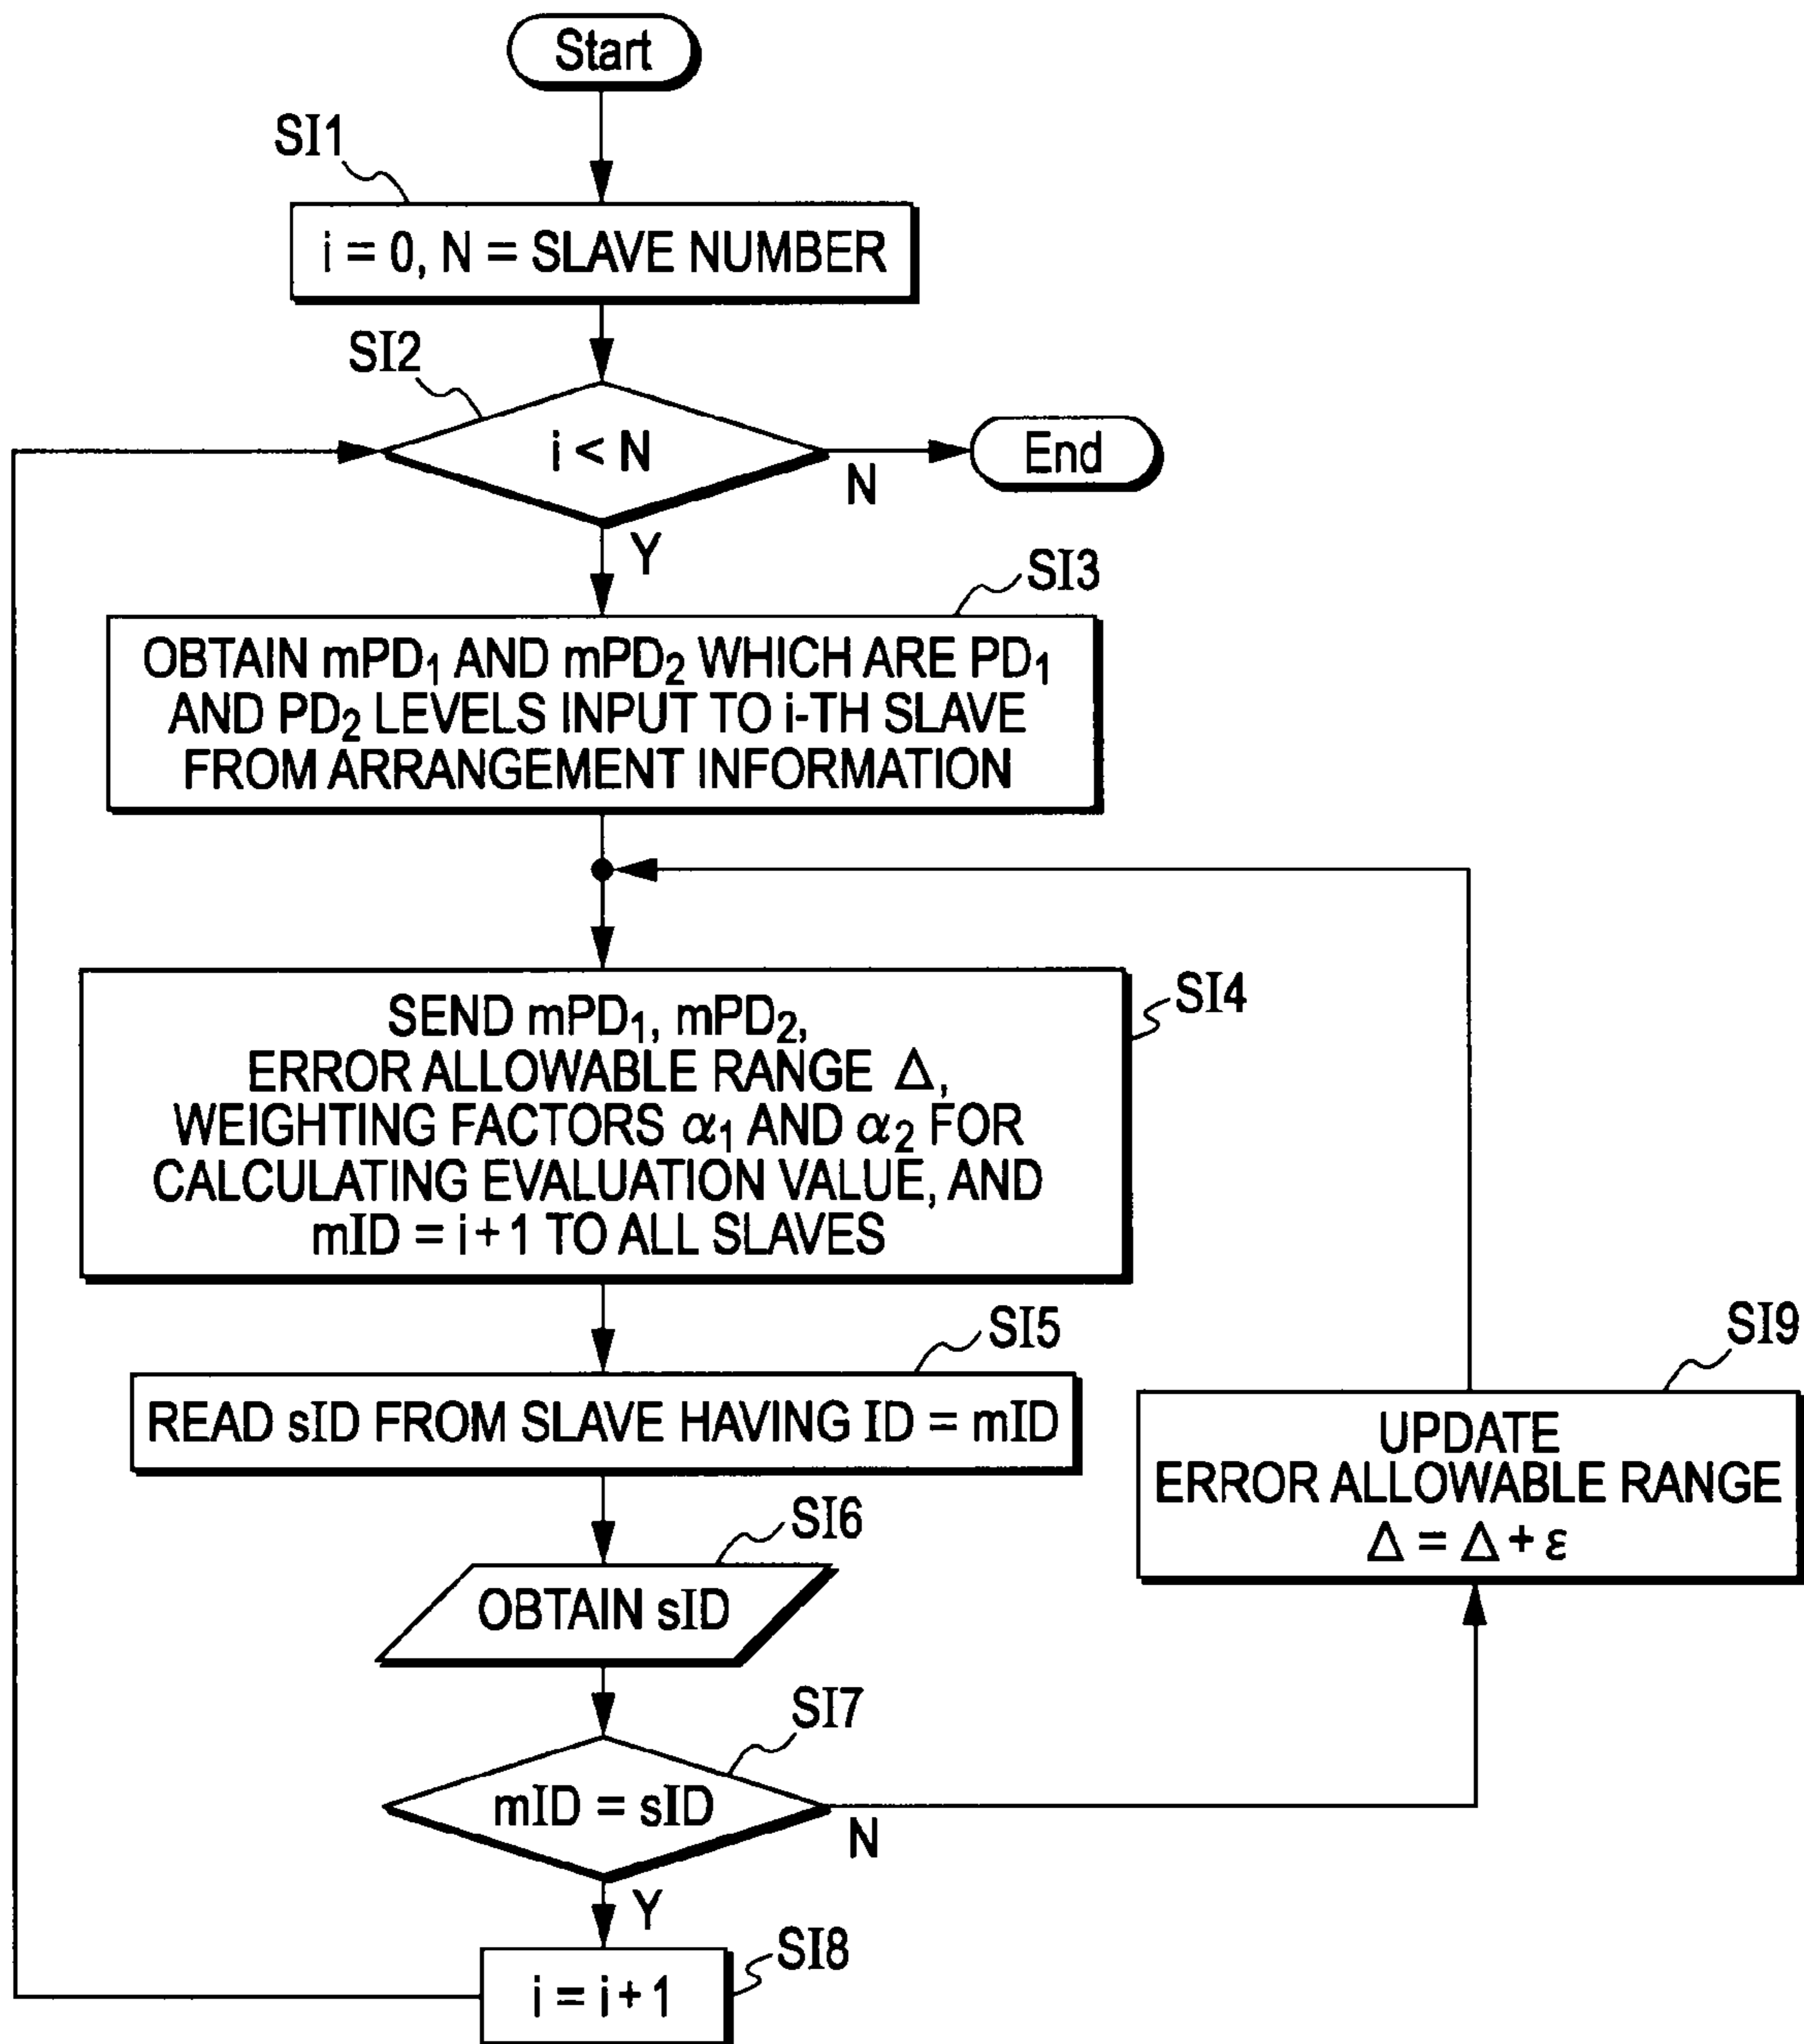 Start
SI1
i = 0, N = SLAVE NUMBER
SI2
i < N
End
N
Y
SI3
OBTAIN mPD₁ AND mPD₂ WHICH ARE PD₁
AND PD₂ LEVELS INPUT TO i-TH SLAVE
FROM ARRANGEMENT INFORMATION
SI4
SEND mPD₁, mPD₂,
ERROR ALLOWABLE RANGE Δ,
WEIGHTING FACTORS α₁ AND α₂ FOR
CALCULATING EVALUATION VALUE, AND
mID = i + 1 TO ALL SLAVES
SI5
READ sID FROM SLAVE HAVING ID = mID
SI9
UPDATE
ERROR ALLOWABLE RANGE
Δ = Δ + ε
SI6
OBTAIN sID
SI7
mID = sID
N
Y
SI8
i = i + 1